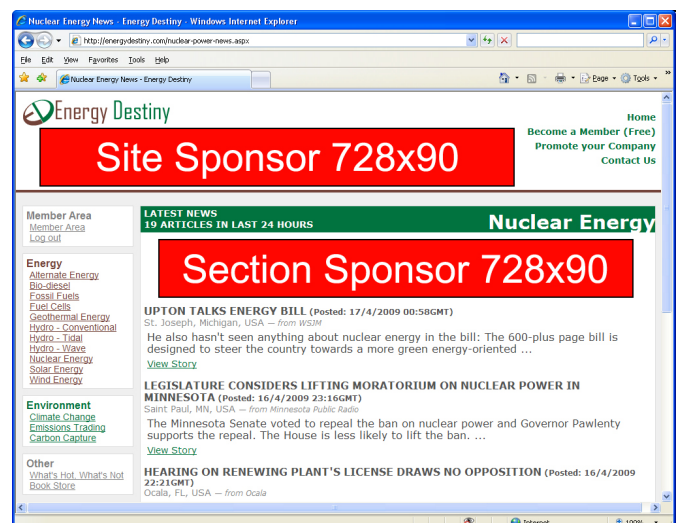 Nuclear Energy News - Energy Destiny - Windows Internet Explorer
http://energydestiny.com/nuclear-power-news.aspx
File Edit View Favorites Tools Help
Nuclear Energy News - Energy Destiny
Page Tools »
Energy Destiny
Site Sponsor 728x90
Home
Become a Member (Free)
Promote your Company
Contact Us
Member Area
Member Area
Log out
Energy
Alternate Energy
Bio-diesel
Fossil Fuels
Fuel Cells
Geothermal Energy
Hydro - Conventional
Hydro - Tidal
Hydro - Wave
Nuclear Energy
Solar Energy
Wind Energy
Environment
Climate Change
Emissions Trading
Carbon Capture
Other
What's Hot, What's Not
Book Store
LATEST NEWS
19 ARTICLES IN LAST 24 HOURS
Nuclear Energy
Section Sponsor 728x90
UPTON TALKS ENERGY BILL (Posted: 17/4/2009 00:58GMT)
St. Joseph, Michigan, USA — from WSJM
He also hasn't seen anything about nuclear energy in the bill: The 600-plus page bill is
designed to steer the country towards a more green energy-oriented ...
View Story
LEGISLATURE CONSIDERS LIFTING MORATORIUM ON NUCLEAR POWER IN
MINNESOTA (Posted: 16/4/2009 23:16GMT)
Saint Paul, MN, USA — from Minnesota Public Radio
The Minnesota Senate voted to repeal the ban on nuclear power and Governor Pawlenty
supports the repeal. The House is less likely to lift the ban. ...
View Story
HEARING ON RENEWING PLANT'S LICENSE DRAWS NO OPPOSITION (Posted: 16/4/2009
22:21GMT)
Ocala, FL, USA — from Ocala
Internet
100%